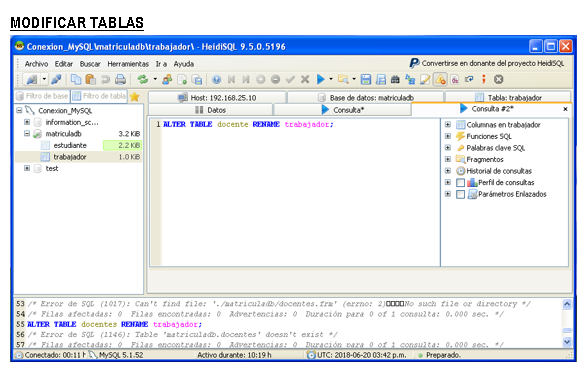 MODIFICAR TABLAS
Conexion_MySQL\matriculadb\trabajador\ - HeidiSQL 9.5.0.5196
Archivo Editar Buscar Herramientas Ir a Ayuda
Convertirse en donante del proyecto HeidiSQL
Filtro de base Filtro de tabla
Host: 192.168.25.10 Base de datos: matriculadb Tabla: trabajador
Datos Consulta* Consulta #2*
Conexion_MySQL
information_sc...
matriculadb 3.2 KiB
estudiante 2.2 KiB
trabajador 1.0 KiB
test
1 ALTER TABLE docente RENAME trabajador;
Columnas en trabajador
Funciones SQL
Palabras clave SQL
Fragmentos
Historial de consultas
Perfil de consultas
Parámetros Enlazados
53 /* Error de SQL (1017): Can't find file: './matriculadb/docentes.frm' (errno: 2)No such file or directory */
54 /* Filas afectadas: 0 Filas encontradas: 0 Advertencias: 0 Duración para 0 of 1 consulta: 0.000 sec. */
55 ALTER TABLE docentes RENAME trabajador;
56 /* Error de SQL (1146): Table 'matriculadb.docentes' doesn't exist */
57 /* Filas afectadas: 0 Filas encontradas: 0 Advertencias: 0 Duración para 0 of 1 consulta: 0.000 sec. */
Conectado: 00:11 h MySQL 5.1.52 Activo durante: 10:19 h UTC: 2018-06-20 03:42 p.m. Preparado.